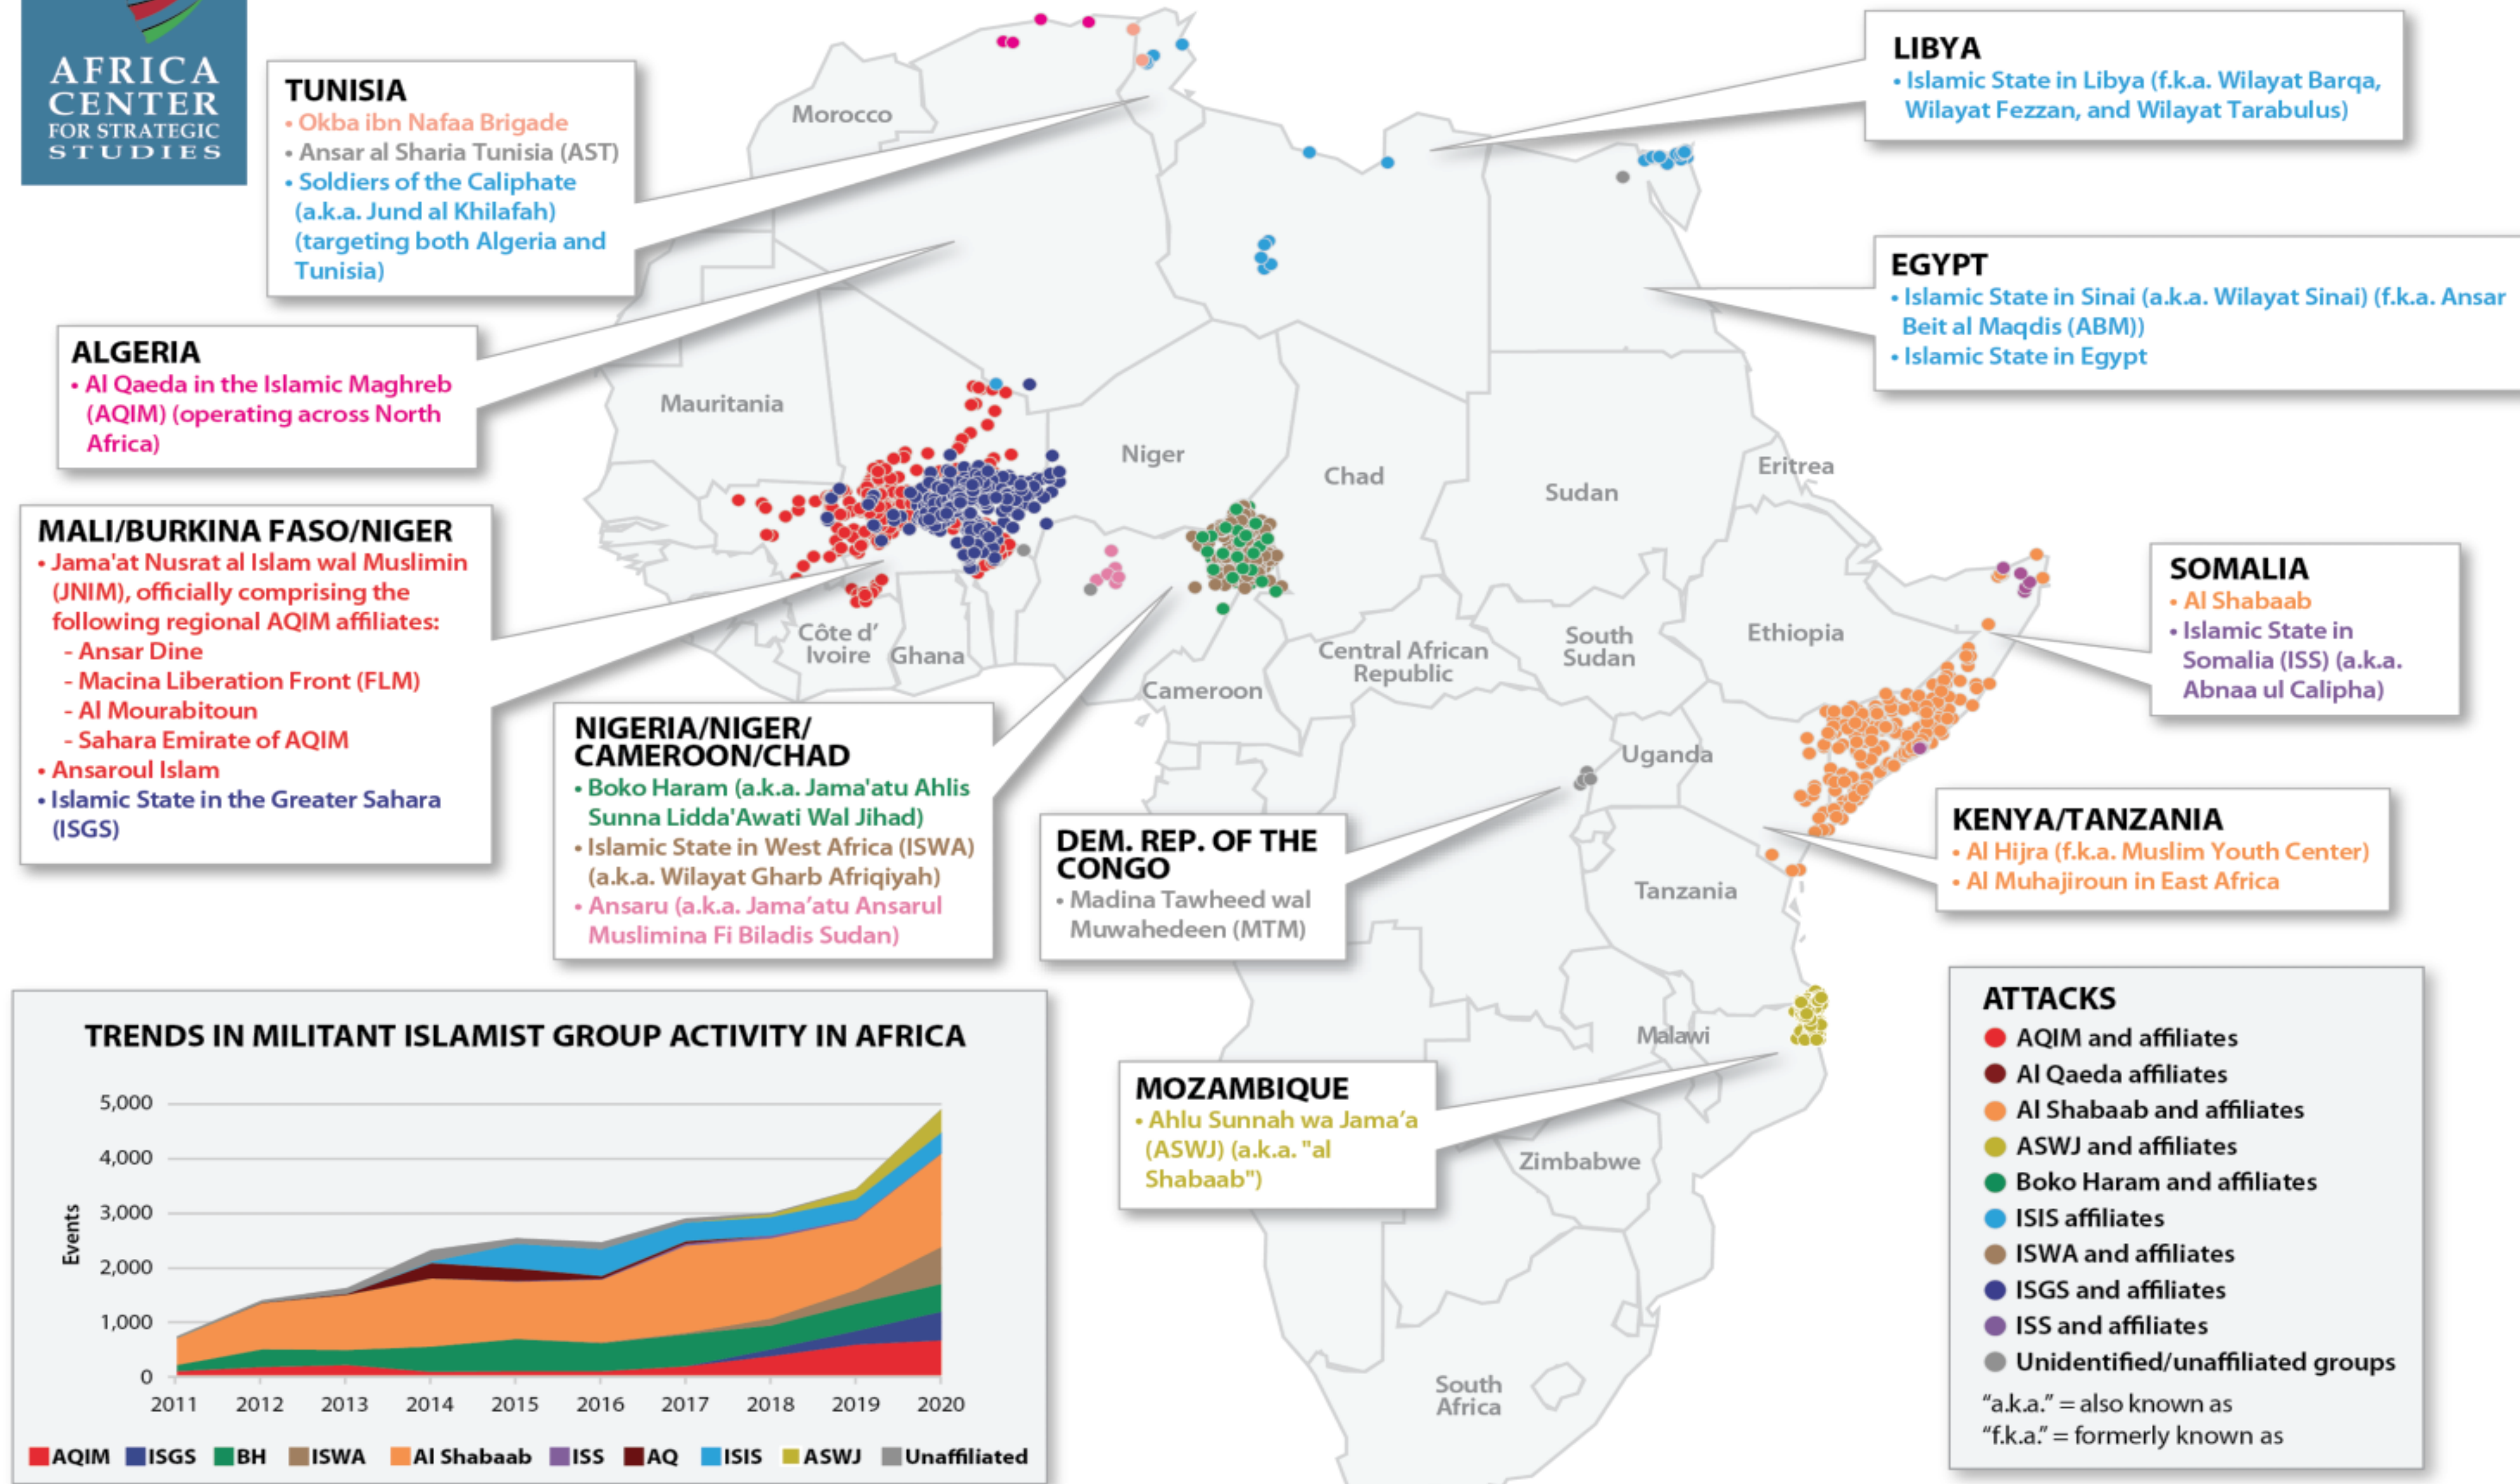 AFRICA
CENTER
FOR STRATEGIC
STUDIES
TUNISIA
• Okba ibn Nafaa Brigade
• Ansar al Sharia Tunisia (AST)
• Soldiers of the Caliphate
(a.k.a. Jund al Khilafah)
(targeting both Algeria and
Tunisia)
LIBYA
• Islamic State in Libya (f.k.a. Wilayat Barqa,
Wilayat Fezzan, and Wilayat Tarabulus)
EGYPT
• Islamic State in Sinai (a.k.a. Wilayat Sinai) (f.k.a. Ansar
Beit al Maqdis (ABM))
• Islamic State in Egypt
ALGERIA
• Al Qaeda in the Islamic Maghreb
(AQIM) (operating across North
Africa)
MALI/BURKINA FASO/NIGER
• Jama'at Nusrat al Islam wal Muslimin
(JNIM), officially comprising the
following regional AQIM affiliates:
- Ansar Dine
- Macina Liberation Front (FLM)
- Al Mourabitoun
- Sahara Emirate of AQIM
• Ansaroul Islam
• Islamic State in the Greater Sahara
(ISGS)
NIGERIA/NIGER/
CAMEROON/CHAD
• Boko Haram (a.k.a. Jama'atu Ahlis
Sunna Lidda'Awati Wal Jihad)
• Islamic State in West Africa (ISWA)
(a.k.a. Wilayat Gharb Afriqiyah)
• Ansaru (a.k.a. Jama’atu Ansarul
Muslimina Fi Biladis Sudan)
DEM. REP. OF THE
CONGO
• Madina Tawheed wal
Muwahedeen (MTM)
SOMALIA
• Al Shabaab
• Islamic State in
Somalia (ISS) (a.k.a.
Abnaa ul Calipha)
KENYA/TANZANIA
• Al Hijra (f.k.a. Muslim Youth Center)
• Al Muhajiroun in East Africa
MOZAMBIQUE
• Ahlu Sunnah wa Jama’a
(ASWJ) (a.k.a. "al
Shabaab")
Morocco
Mauritania
Niger
Chad
Sudan
Eritrea
Côte d’
Ivoire
Ghana
Cameroon
Central African
Republic
South
Sudan
Ethiopia
Uganda
Tanzania
Malawi
Zimbabwe
South
Africa
TRENDS IN MILITANT ISLAMIST GROUP ACTIVITY IN AFRICA
Events
5,000
4,000
3,000
2,000
1,000
0
2011 2012 2013 2014 2015 2016 2017 2018 2019 2020
AQIM ISGS BH ISWA Al Shabaab ISS AQ ISIS ASWJ Unaffiliated
ATTACKS
AQIM and affiliates
Al Qaeda affiliates
Al Shabaab and affiliates
ASWJ and affiliates
Boko Haram and affiliates
ISIS affiliates
ISWA and affiliates
ISGS and affiliates
ISS and affiliates
Unidentified/unaffiliated groups
“a.k.a.” = also known as
“f.k.a.” = formerly known as